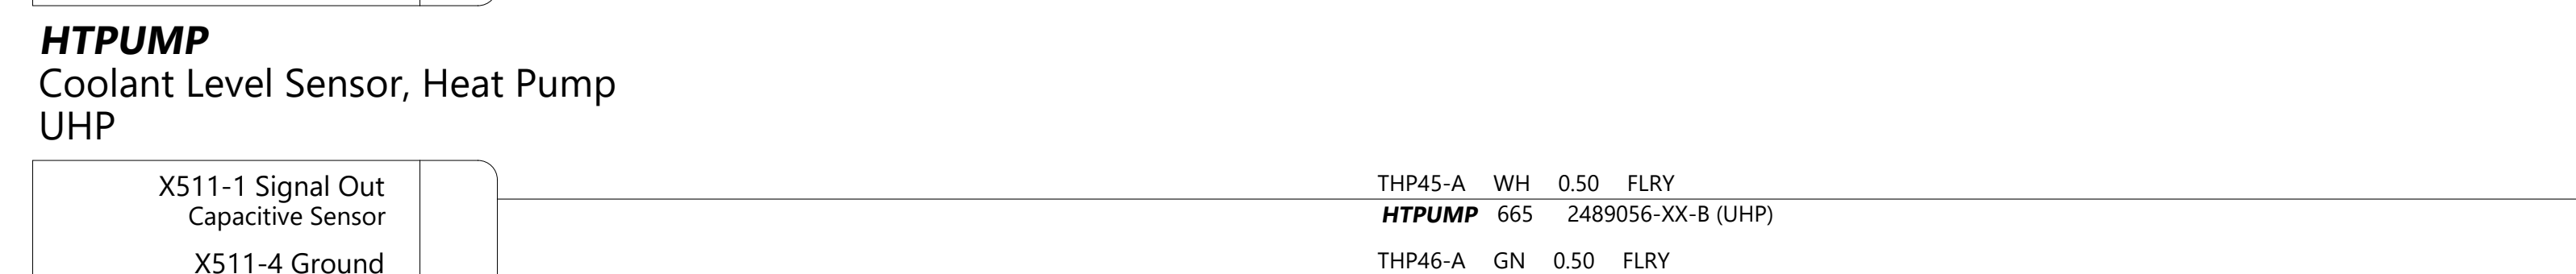 HTPUMP
Coolant Level Sensor, Heat Pump
UHP
X511-1 Signal Out
Capacitive Sensor
THP45-A WH 0.50 FLRY
HTPUMP 665 2489056-XX-B (UHP)
X511-4 Ground
THP46-A GN 0.50 FLRY